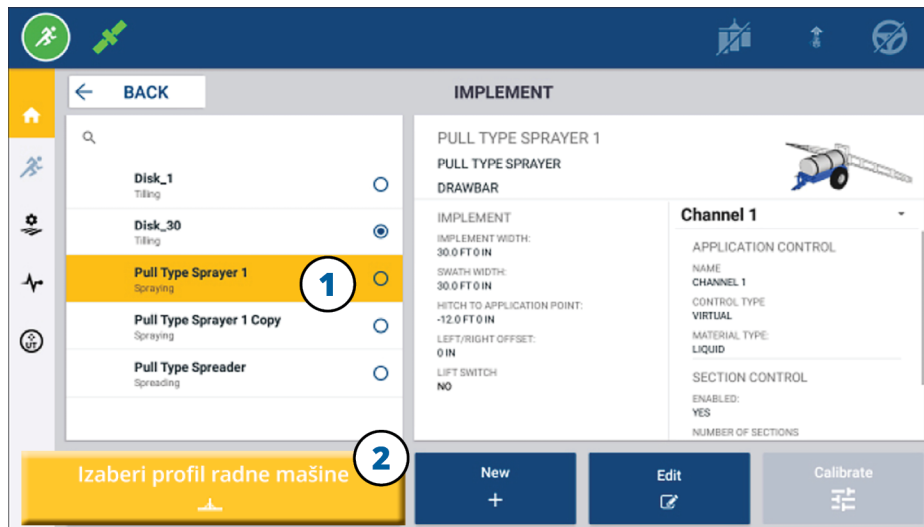 BACK
IMPLEMENT
Disk_1
Tilling
Disk_30
Tilling
Pull Type Sprayer 1
Spraying
1
Pull Type Sprayer 1 Copy
Spraying
Pull Type Spreader
Spreading
PULL TYPE SPRAYER 1
PULL TYPE SPRAYER
DRAWBAR
IMPLEMENT
IMPLEMENT WIDTH:
30.0 FT 0 IN
SWATH WIDTH:
30.0 FT 0 IN
HITCH TO APPLICATION POINT:
-12.0 FT 0 IN
LEFT/RIGHT OFFSET:
0 IN
LIFT SWITCH
NO
Channel 1
APPLICATION CONTROL
NAME
CHANNEL 1
CONTROL TYPE
VIRTUAL
MATERIAL TYPE:
LIQUID
SECTION CONTROL
ENABLED:
YES
NUMBER OF SECTIONS
UT
Izaberi profil radne mašine
2
New
Edit
Calibrate